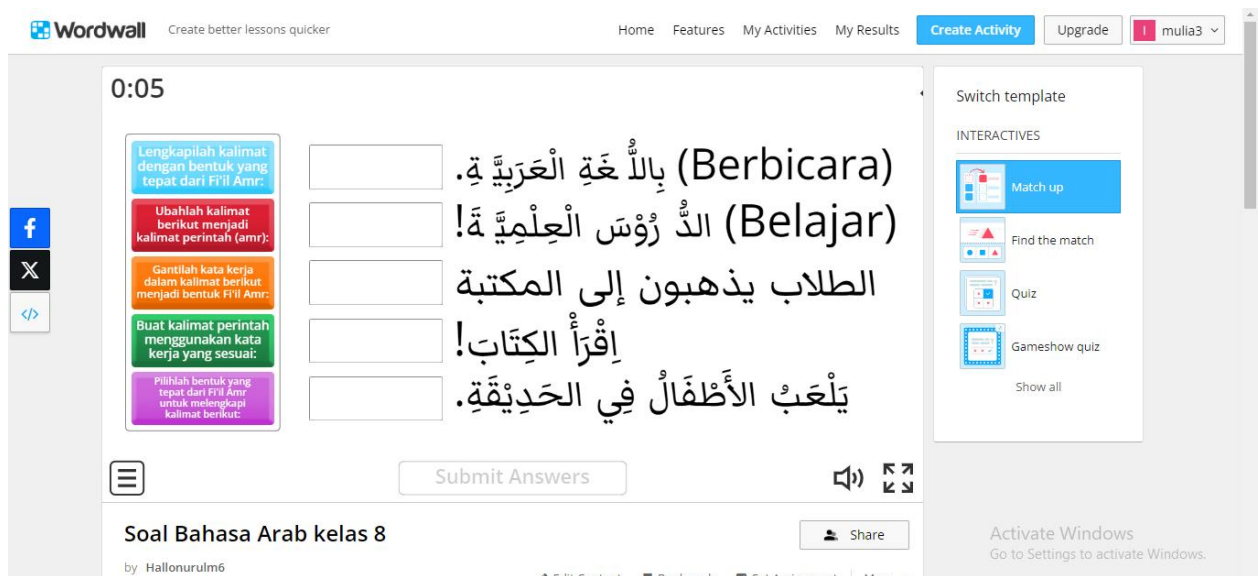 Wordwall Create better lessons quicker Home Features My Activities My Results Create Activity Upgrade mulia3
0:05
Lengkapilah kalimat
dengan bentuk yang
tepat dari Fi'il Amr:
Ubahlah kalimat
berikut menjadi
kalimat perintah (amr):
Gantilah kata kerja
dalam kalimat berikut
menjadi bentuk Fi'il Amr:
Buat kalimat perintah
menggunakan kata
kerja yang sesuai:
Pilihlah bentuk yang
tepat dari Fi'il Amr
untuk melengkapi
kalimat berikut:
(Berbicara) بِاللُّ غَةِ الْعَرَبِيَّ ةِ.
(Belajar) الدُّ رُوْسَ الْعِلْمِيَّ ةَ!
الطلاب يذهبون إلى المكتبة
اِقْرَأْ الكِتَابَ!
يَلْعَبُ الأَطْفَالُ فِي الحَدِيْقَةِ.
Submit Answers
Switch template
INTERACTIVES
Match up
Find the match
Quiz
Gameshow quiz
Show all
Soal Bahasa Arab kelas 8
Share
by Hallonurulm6
Activate Windows
Go to Settings to activate Windows.